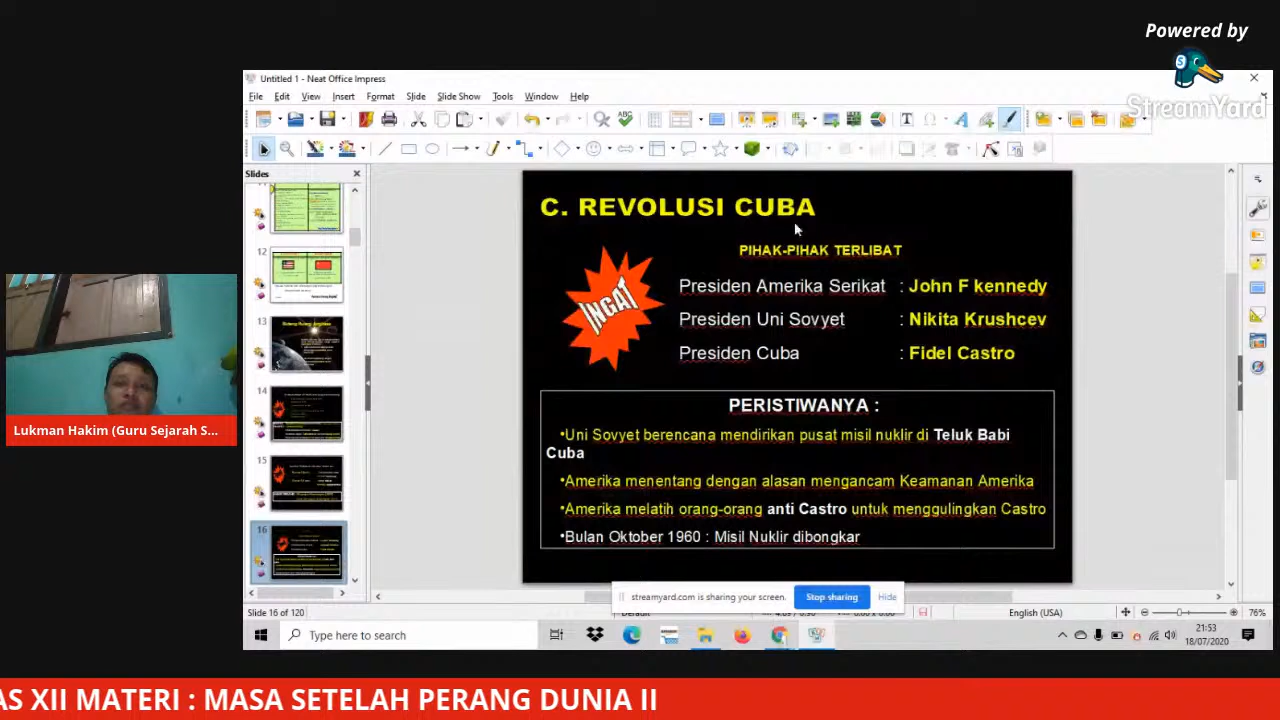 Powered by
StreamYard
Untitled 1 - Neat Office Impress
File Edit View Insert Format Slide Slide Show Tools Window Help
Slides
12
13
14
15
16
C. REVOLUSI CUBA
PIHAK-PIHAK TERLIBAT
INGAT
Presiden Amerika Serikat : John F kennedy
Presiden Uni Sovyet : Nikita Krushcev
Presiden Cuba : Fidel Castro
PERISTIWANYA :
•Uni Sovyet berencana mendirikan pusat misil nuklir di Teluk Babi
Cuba
•Amerika menentang dengan alasan mengancam Keamanan Amerika
•Amerika melatih orang-orang anti Castro untuk menggulingkan Castro
•Bulan Oktober 1960 : Misil Nuklir dibongkar
Lukman Hakim (Guru Sejarah S...
streamyard.com is sharing your screen. Stop sharing Hide
Slide 16 of 120
English (USA)
76%
Type here to search
21:53
18/07/2020
AS XII MATERI : MASA SETELAH PERANG DUNIA II